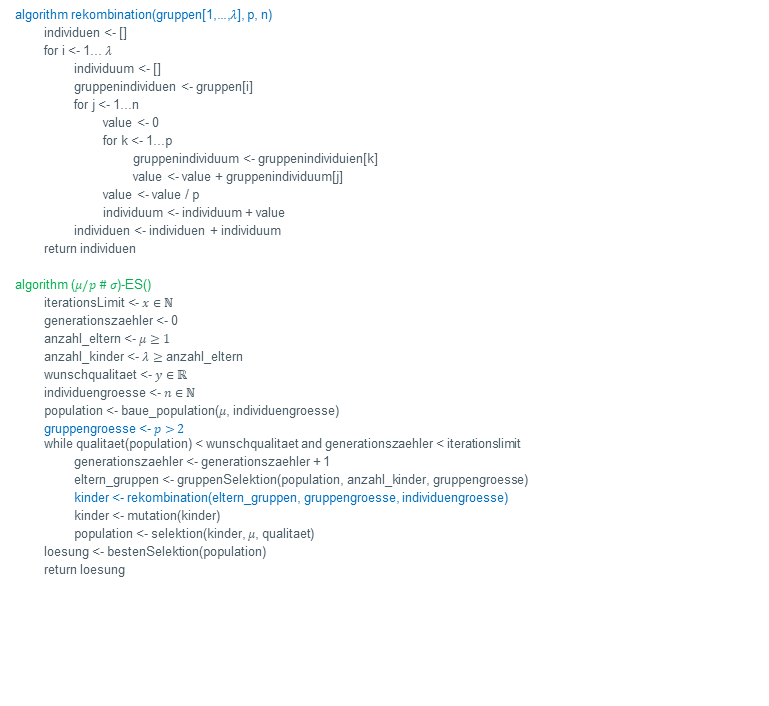 algorithm rekombination(gruppen[1,...,λ], p, n)
individuen <- []
for i <- 1... λ
individuum <- []
gruppenindividuen <- gruppen[i]
for j <- 1...n
value <- 0
for k <- 1...p
gruppenindividuum <- gruppenindividuien[k]
value <- value + gruppenindividuum[j]
value <- value / p
individuum <- individuum + value
individuen <- individuen + individuum
return individuen
algorithm (μ/p # σ)-ES()
iterationsLimit <- x ∈ ℕ
generationszaehler <- 0
anzahl_eltern <- μ ≥ 1
anzahl_kinder <- λ ≥ anzahl_eltern
wunschqualitaet <- y ∈ ℝ
individuengroesse <- n ∈ ℕ
population <- baue_population(μ, individuengroesse)
gruppengroesse <- p > 2
while qualitaet(population) < wunschqualitaet and generationszaehler < iterationslimit
generationszaehler <- generationszaehler + 1
eltern_gruppen <- gruppenSelektion(population, anzahl_kinder, gruppengroesse)
kinder <- rekombination(eltern_gruppen, gruppengroesse, individuengroesse)
kinder <- mutation(kinder)
population <- selektion(kinder, μ, qualitaet)
loesung <- bestenSelektion(population)
return loesung